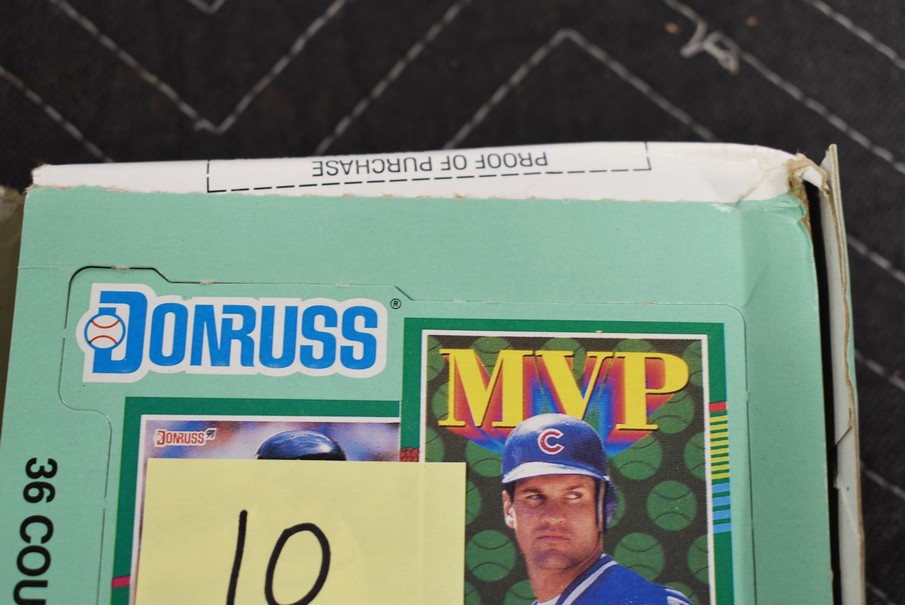 PROOF OF PURCHASE
DONRUSS®
MVP
DONRUSS
C
36 COU
10